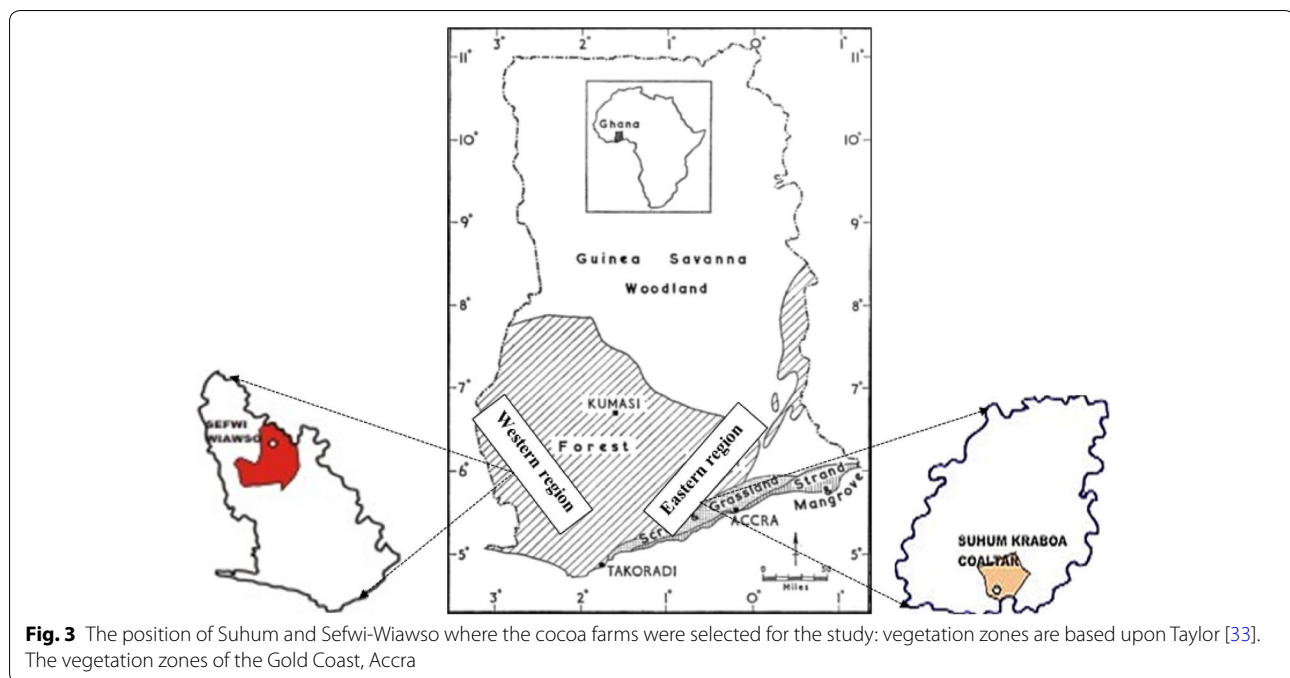 3° 2° 1° 0° 1°
11° 11°
Ghana
10° 10°
9° 9°
Guinea Savanna
Woodland
8° 8°
7° 7°
KUMASI
Forest
Western region
Eastern region
6° 6°
Grassland Strand
&
Mangrove
ACCRA
5° 5°
TAKORADI
0 50
Miles
3° 2° 1° 0° 1°
SEFWI
WIAWSO
SUHUM KRABOA
COALTAR
Fig. 3 The position of Suhum and Sefwi-Wiawso where the cocoa farms were selected for the study: vegetation zones are based upon Taylor [33].
The vegetation zones of the Gold Coast, Accra